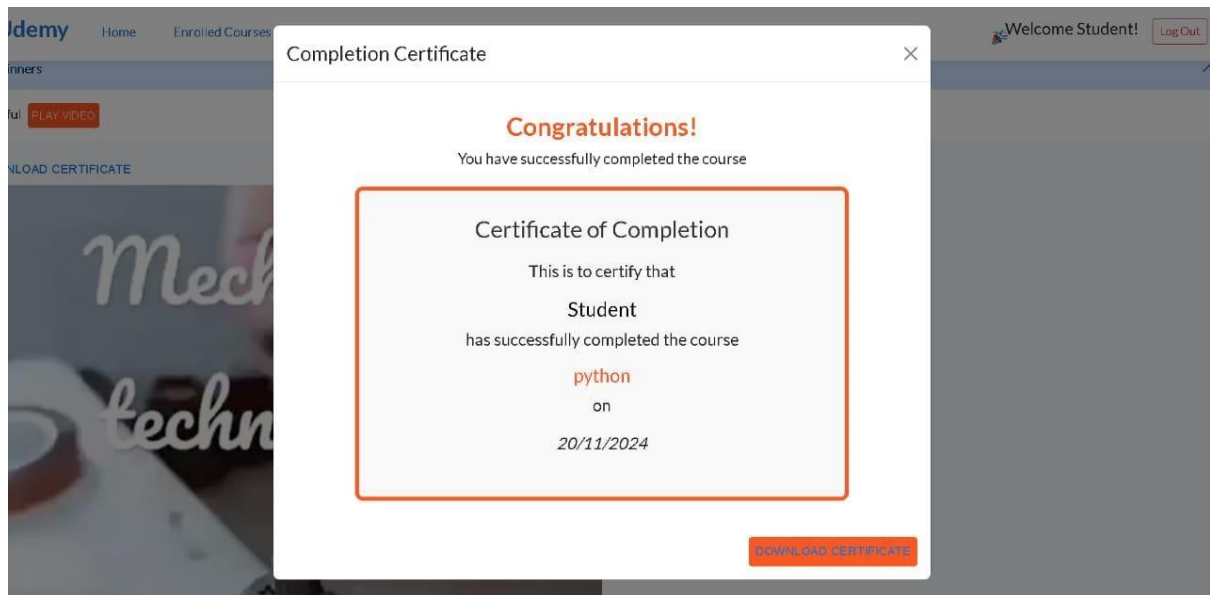 Udemy Home Enrolled Courses Welcome Student! Log Out
Completion Certificate
PLAY VIDEO
Congratulations!
You have successfully completed the course
CERTIFICATE
Certificate of Completion
This is to certify that
Student
has successfully completed the course
python
on
20/11/2024
DOWNLOAD CERTIFICATE